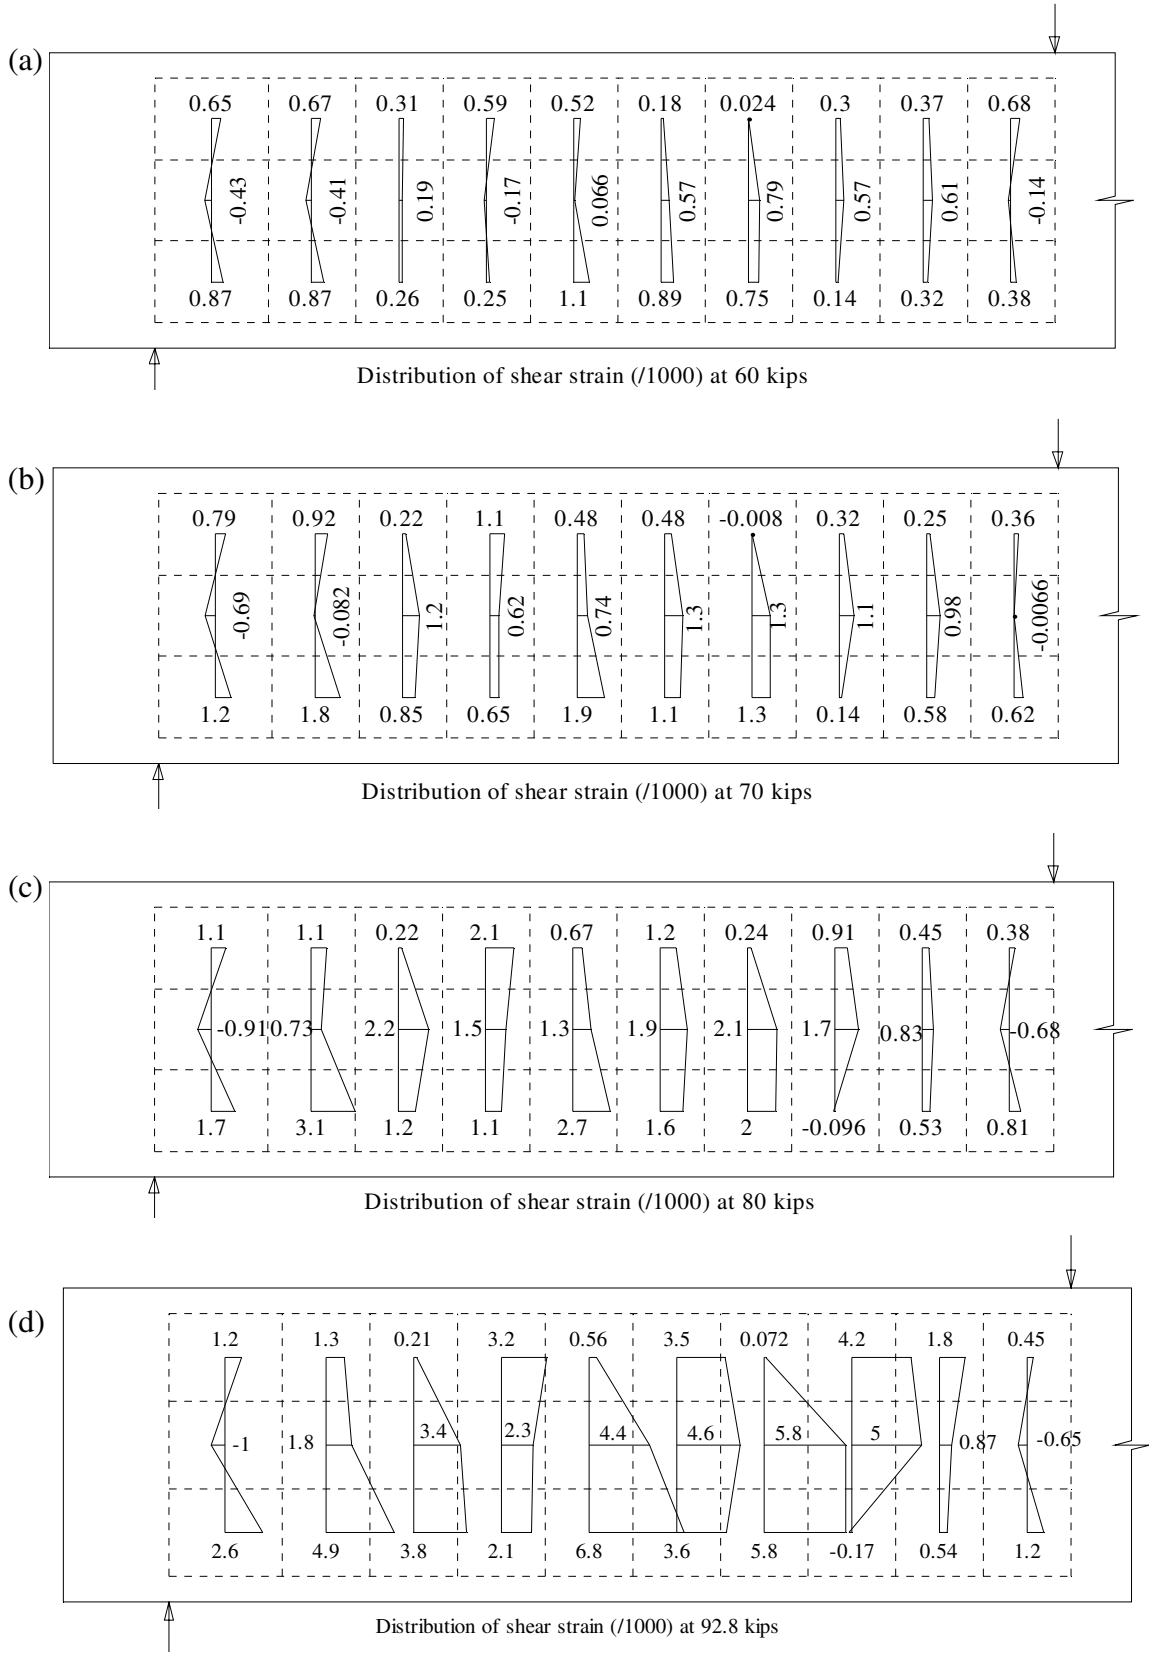 (a)
0.65 0.67 0.31 0.59 0.52 0.18 0.024 0.3 0.37 0.68
-0.43 -0.41 0.19 -0.17 0.066 0.57 0.79 0.57 0.61 -0.14
0.87 0.87 0.26 0.25 1.1 0.89 0.75 0.14 0.32 0.38
Distribution of shear strain (/1000) at 60 kips
(b)
0.79 0.92 0.22 1.1 0.48 0.48 -0.008 0.32 0.25 0.36
-0.69 -0.082 1.2 0.62 0.74 1.3 1.3 1.1 0.98 -0.0066
1.2 1.8 0.85 0.65 1.9 1.1 1.3 0.14 0.58 0.62
Distribution of shear strain (/1000) at 70 kips
(c)
1.1 1.1 0.22 2.1 0.67 1.2 0.24 0.91 0.45 0.38
-0.91 0.73 2.2 1.5 1.3 1.9 2.1 1.7 0.83 -0.68
1.7 3.1 1.2 1.1 2.7 1.6 2 -0.096 0.53 0.81
Distribution of shear strain (/1000) at 80 kips
(d)
1.2 1.3 0.21 3.2 0.56 3.5 0.072 4.2 1.8 0.45
-1 1.8 3.4 2.3 4.4 4.6 5.8 5 0.87 -0.65
2.6 4.9 3.8 2.1 6.8 3.6 5.8 -0.17 0.54 1.2
Distribution of shear strain (/1000) at 92.8 kips